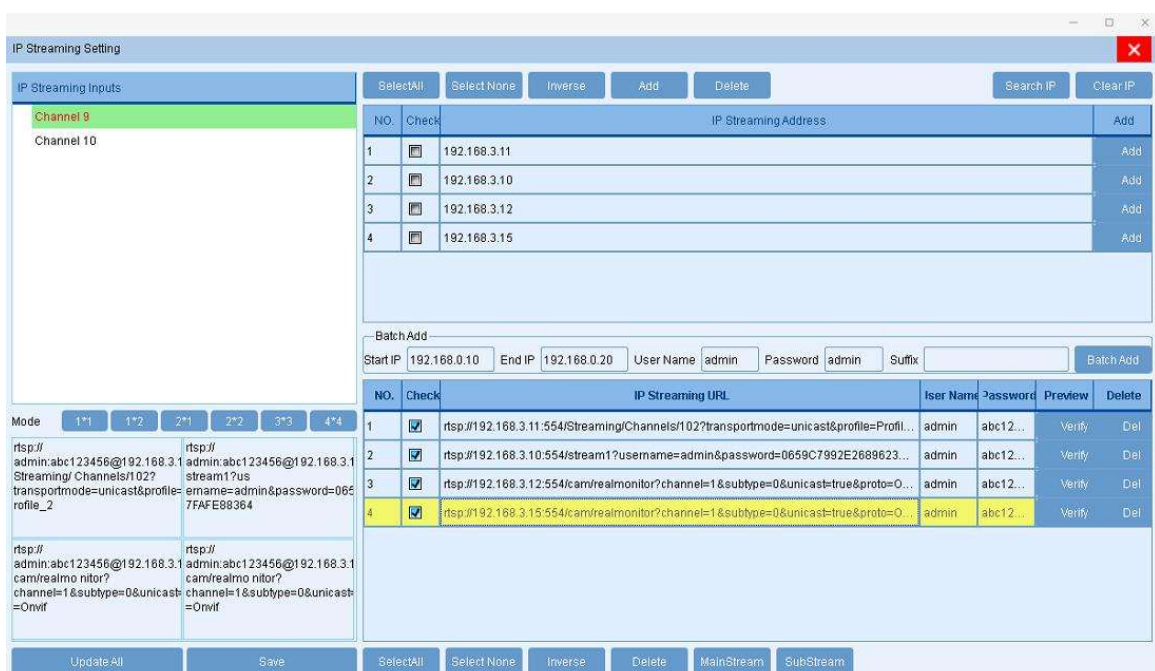 IP Streaming Setting
IP Streaming Inputs
Channel 9
Channel 10
SelectAll Select None Inverse Add Delete Search IP Clear IP
NO. Check IP Streaming Address Add
1 192.168.3.11 Add
2 192.168.3.10 Add
3 192.168.3.12 Add
4 192.168.3.15 Add
Batch Add
Start IP 192.168.0.10 End IP 192.168.0.20 User Name admin Password admin Suffix Batch Add
NO. Check IP Streaming URL Iser Name Password Preview Delete
1 rtsp://192.168.3.11:554/Streaming/Channels/102?transportmode=unicast&profile=Profil... admin abc12... Verify Del
2 rtsp://192.168.3.10:554/stream1?username=admin&password=0659C7992E2689623... admin abc12... Verify Del
3 rtsp://192.168.3.12:554/cam/realmonitor?channel=1&subtype=0&unicast=true&proto=O... admin abc12... Verify Del
4 rtsp://192.168.3.15:554/cam/realmonitor?channel=1&subtype=0&unicast=true&proto=O... admin abc12... Verify Del
Mode 1*1 1*2 2*1 2*2 3*3 4*4
rtsp://
admin:abc123456@192.168.3.1
Streaming/ Channels/102?
transportmode=unicast&profile=
rofile_2
rtsp://
admin:abc123456@192.168.3.1
stream1?us
ername=admin&password=065
7FAFE88364
rtsp://
admin:abc123456@192.168.3.1
cam/realmo nitor?
channel=1&subtype=0&unicast=
=Onvif
rtsp://
admin:abc123456@192.168.3.1
cam/realmo nitor?
channel=1&subtype=0&unicast=
=Onvif
Update All Save SelectAll Select None Inverse Delete MainStream SubStream